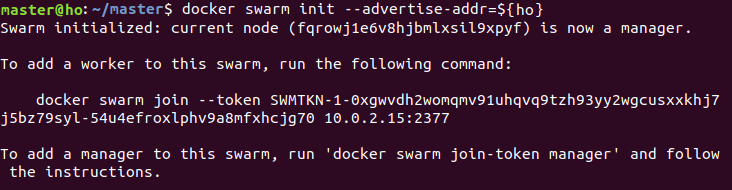 master@ho:~/master$ docker swarm init --advertise-addr=${ho}
Swarm initialized: current node (fqrowj1e6v8hjbmlxsil9xpyf) is now a manager.
To add a worker to this swarm, run the following command:
docker swarm join --token SWMTKN-1-0xgwvdh2womqmv91uhqvq9tzh93yy2wgcusxxkhj7
j5bz79syl-54u4efroxlphv9a8mfxhcjg70 10.0.2.15:2377
To add a manager to this swarm, run 'docker swarm join-token manager' and follow
the instructions.